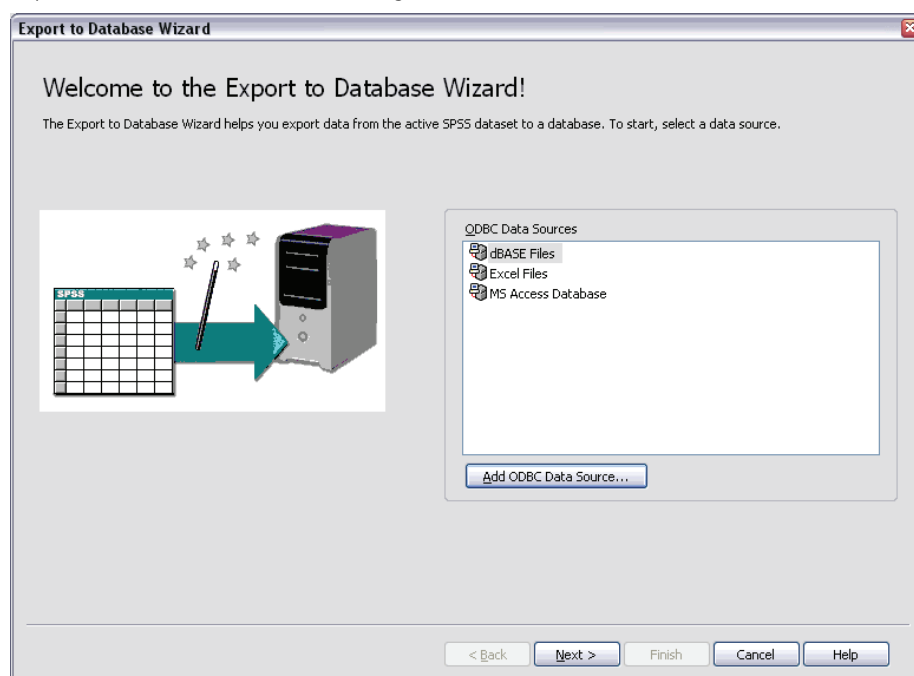 Export to Database Wizard
Welcome to the Export to Database Wizard!
The Export to Database Wizard helps you export data from the active SPSS dataset to a database. To start, select a data source.
SPSS
ODBC Data Sources
dBASE Files
Excel Files
MS Access Database
Add ODBC Data Source...
< Back Next > Finish Cancel Help